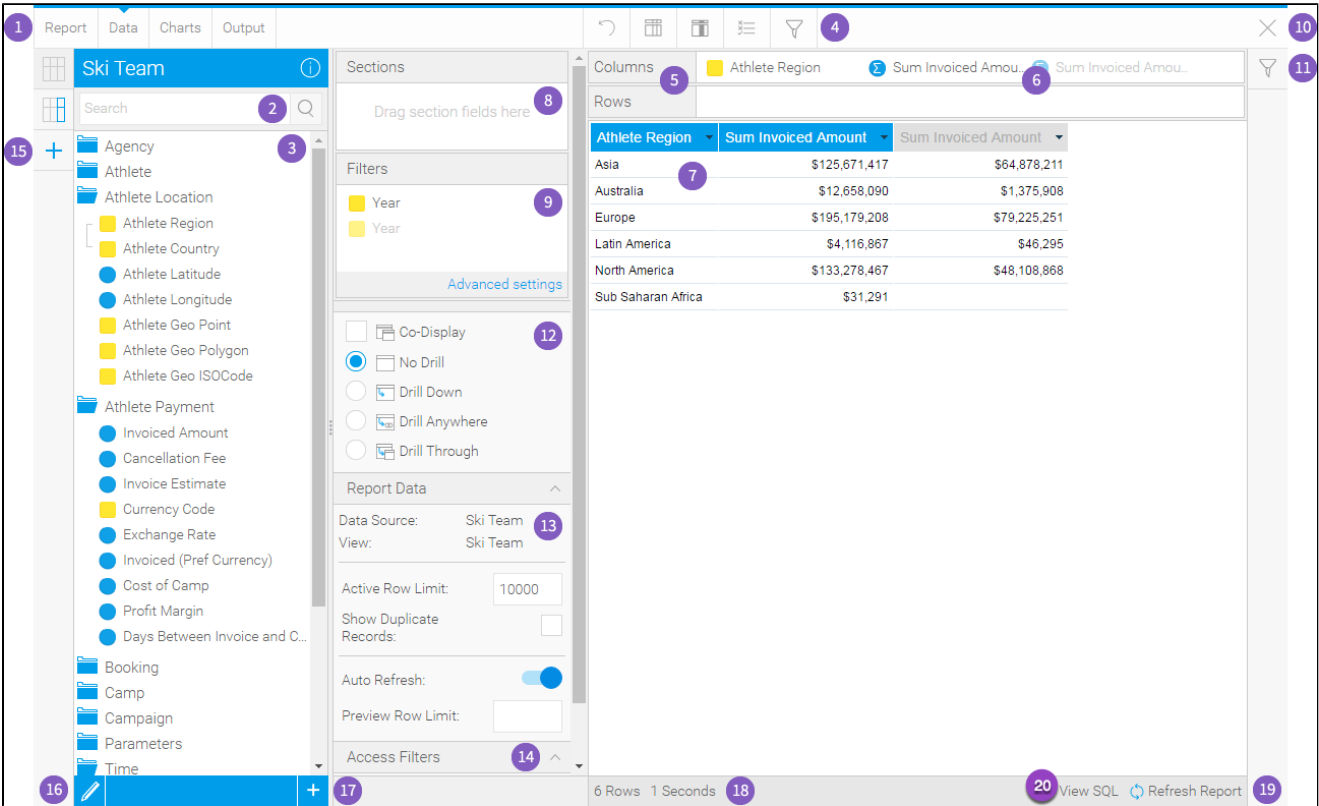 1 Report Data Charts Output 4 10
Ski Team
Search 2
15
3
Agency
Athlete
Athlete Location
Athlete Region
Athlete Country
Athlete Latitude
Athlete Longitude
Athlete Geo Point
Athlete Geo Polygon
Athlete Geo ISOCode
Athlete Payment
Invoiced Amount
Cancellation Fee
Invoice Estimate
Currency Code
Exchange Rate
Invoiced (Pref Currency)
Cost of Camp
Profit Margin
Days Between Invoice and C...
Booking
Camp
Campaign
Parameters
Time
16
Sections
Drag section fields here 8
Filters
Year 9
Year
Advanced settings
Co-Display 12
No Drill
Drill Down
Drill Anywhere
Drill Through
Report Data
Data Source: Ski Team 13
View: Ski Team
Active Row Limit: 10000
Show Duplicate
Records:
Auto Refresh:
Preview Row Limit:
Access Filters 14
17
Columns 5 Athlete Region Sum Invoiced Amou.. 6 Sum Invoiced Amou..
11
Rows
Athlete Region Sum Invoiced Amount Sum Invoiced Amount
Asia $125,671,417 $64,878,211
7
Australia $12,658,090 $1,375,908
Europe $195,179,208 $79,225,251
Latin America $4,116,867 $46,295
North America $133,278,467 $48,108,868
Sub Saharan Africa $31,291
6 Rows 1 Seconds 18 20 View SQL Refresh Report 19